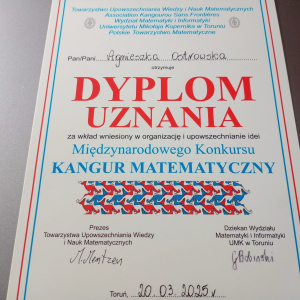 Towarzystwo Upowszechniania Wiedzy i Nauk Matematycznych
Association Kangourou Sans Frontières
Wydział Matematyki i Informatyki
Uniwersytetu Mikołaja Kopernika w Toruniu
Polskie Towarzystwo Matematyczne
Pan/Pani Agnieszka Ostrowska
otrzymuje
DYPLOM
UZNANIA
za wkład wniesiony w organizację i upowszechnianie idei
Międzynarodowego Konkursu
KANGUR MATEMATYCZNY
Prezes
Towarzystwa Upowszechniania Wiedzy
i Nauk Matematycznych
Dziekan Wydziału
Matematyki i Informatyki
UMK w Toruniu
Toruń, 20.03.2025 r.